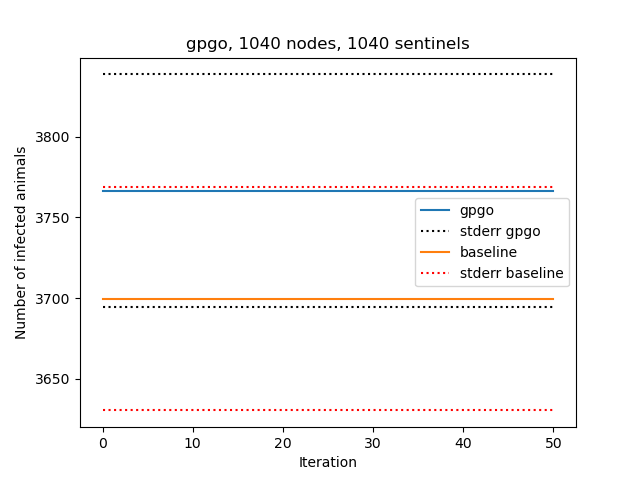 gpgo, 1040 nodes, 1040 sentinels
Number of infected animals
3800
3750
3700
3650
gpgo
stderr gpgo
baseline
stderr baseline
0 10 20 30 40 50
Iteration